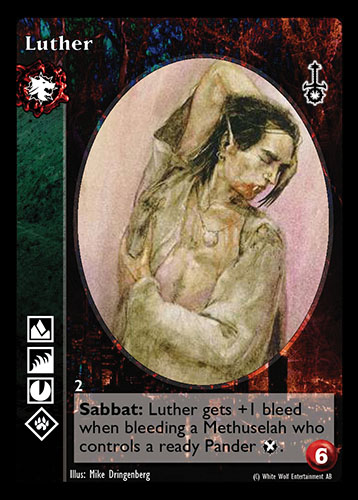 Luther
2
Sabbat: Luther gets +1 bleed
when bleeding a Methuselah who
controls a ready Pander .
6
Illus: Mike Dringenberg
(C) White Wolf Entertainment AB